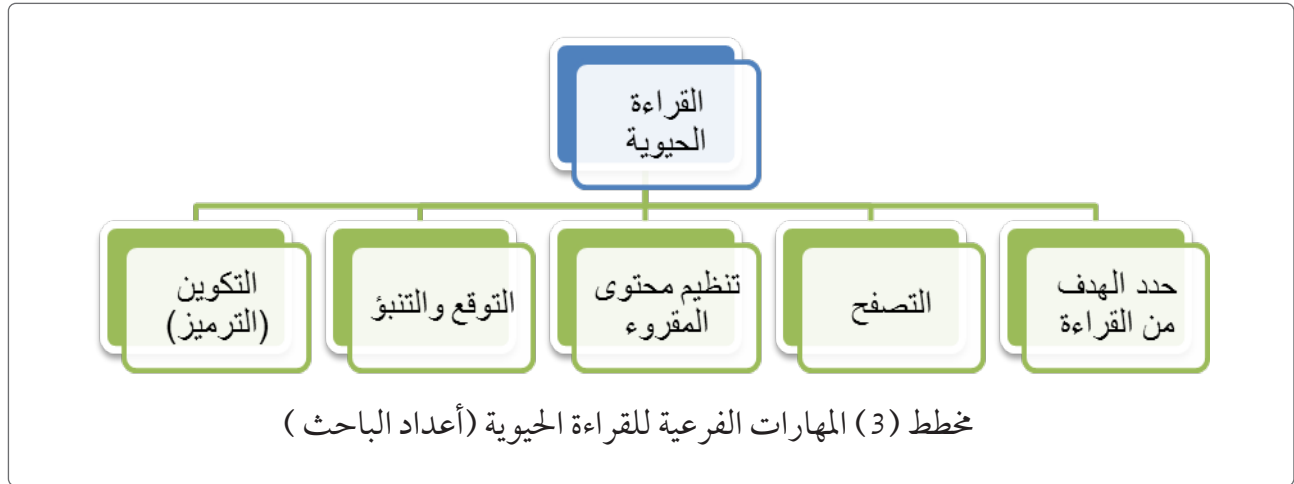 القراءة
الحيوية
حدد الهدف
من القراءة
التصفح
تنظيم محتوى
المقروء
التوقع والتنبؤ
التكوين
(الترميز)
مخطط (3) المهارات الفرعية للقراءة الحيوية (أعداد الباحث )